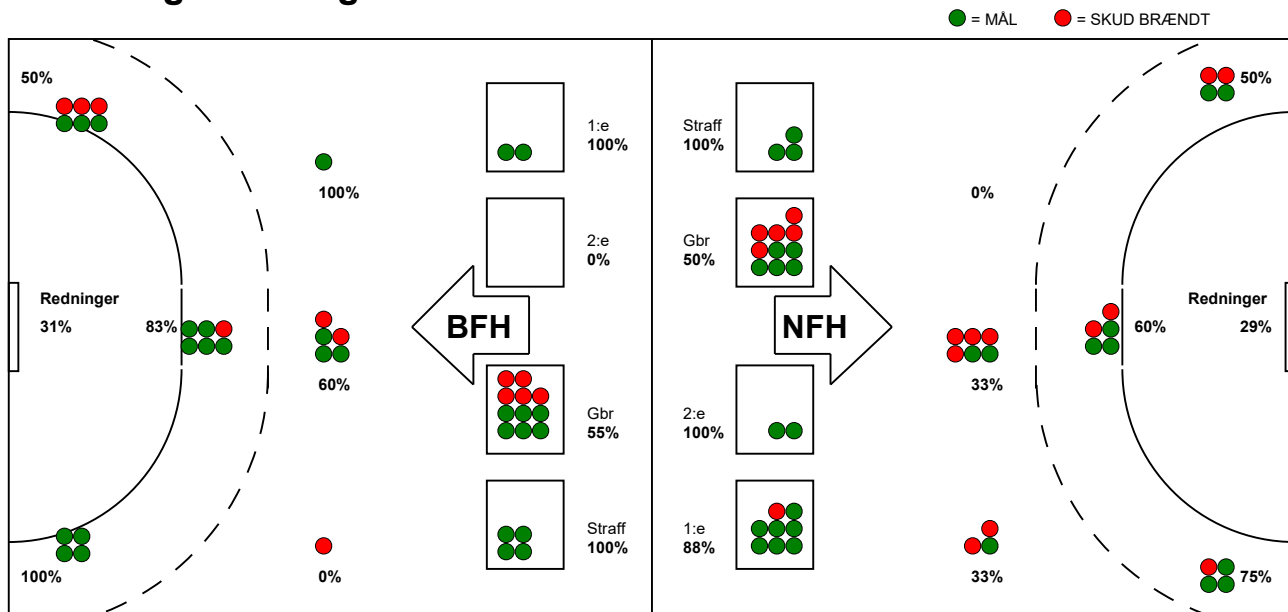 = MÅL = SKUD BRÆNDT
50%
50%
1:e
100%
Straff
100%
100%
0%
2:e
0%
Gbr
50%
Redninger
31%
83%
BFH
NFH
60%
Redninger
29%
60%
33%
Gbr
55%
2:e
100%
Straff
100%
1:e
88%
100%
0%
33%
75%